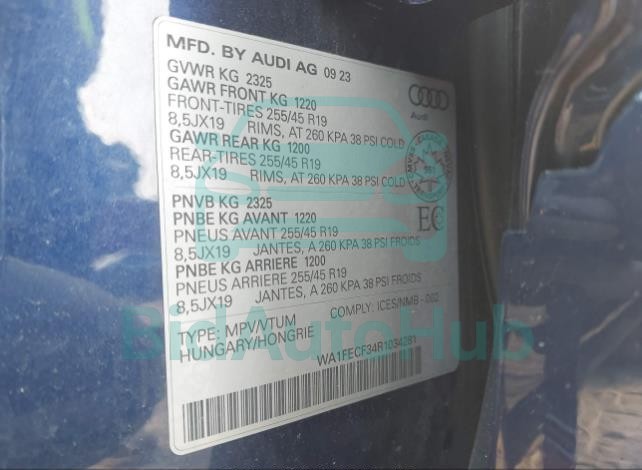 MFD. BY AUDI AG 09 23
GVWR KG 2325
GAWR FRONT KG 1220
FRONT-TIRES 255/45 R19
8,5JX19 RIMS, AT 260 KPA 38 PSI COLD
GAWR REAR KG 1200
REAR-TIRES 255/45 R19
8,5JX19 RIMS, AT 260 KPA 38 PSI COLD
Audi
PNVB KG 2325
PNBE KG AVANT 1220
PNEUS AVANT 255/45 R19
8,5JX19 JANTES, A 260 KPA 38 PSI FROIDS
PNBE KG ARRIERE 1200
PNEUS ARRIERE 255/45 R19
8,5JX19 JANTES, A 260 KPA 38 PSI FROIDS
EC
TYPE: MPV/VTUM COMPLY: ICES/NMB - 002
HUNGARY/HONGRIE
WA1FECF34R1034281
BidAutoHub